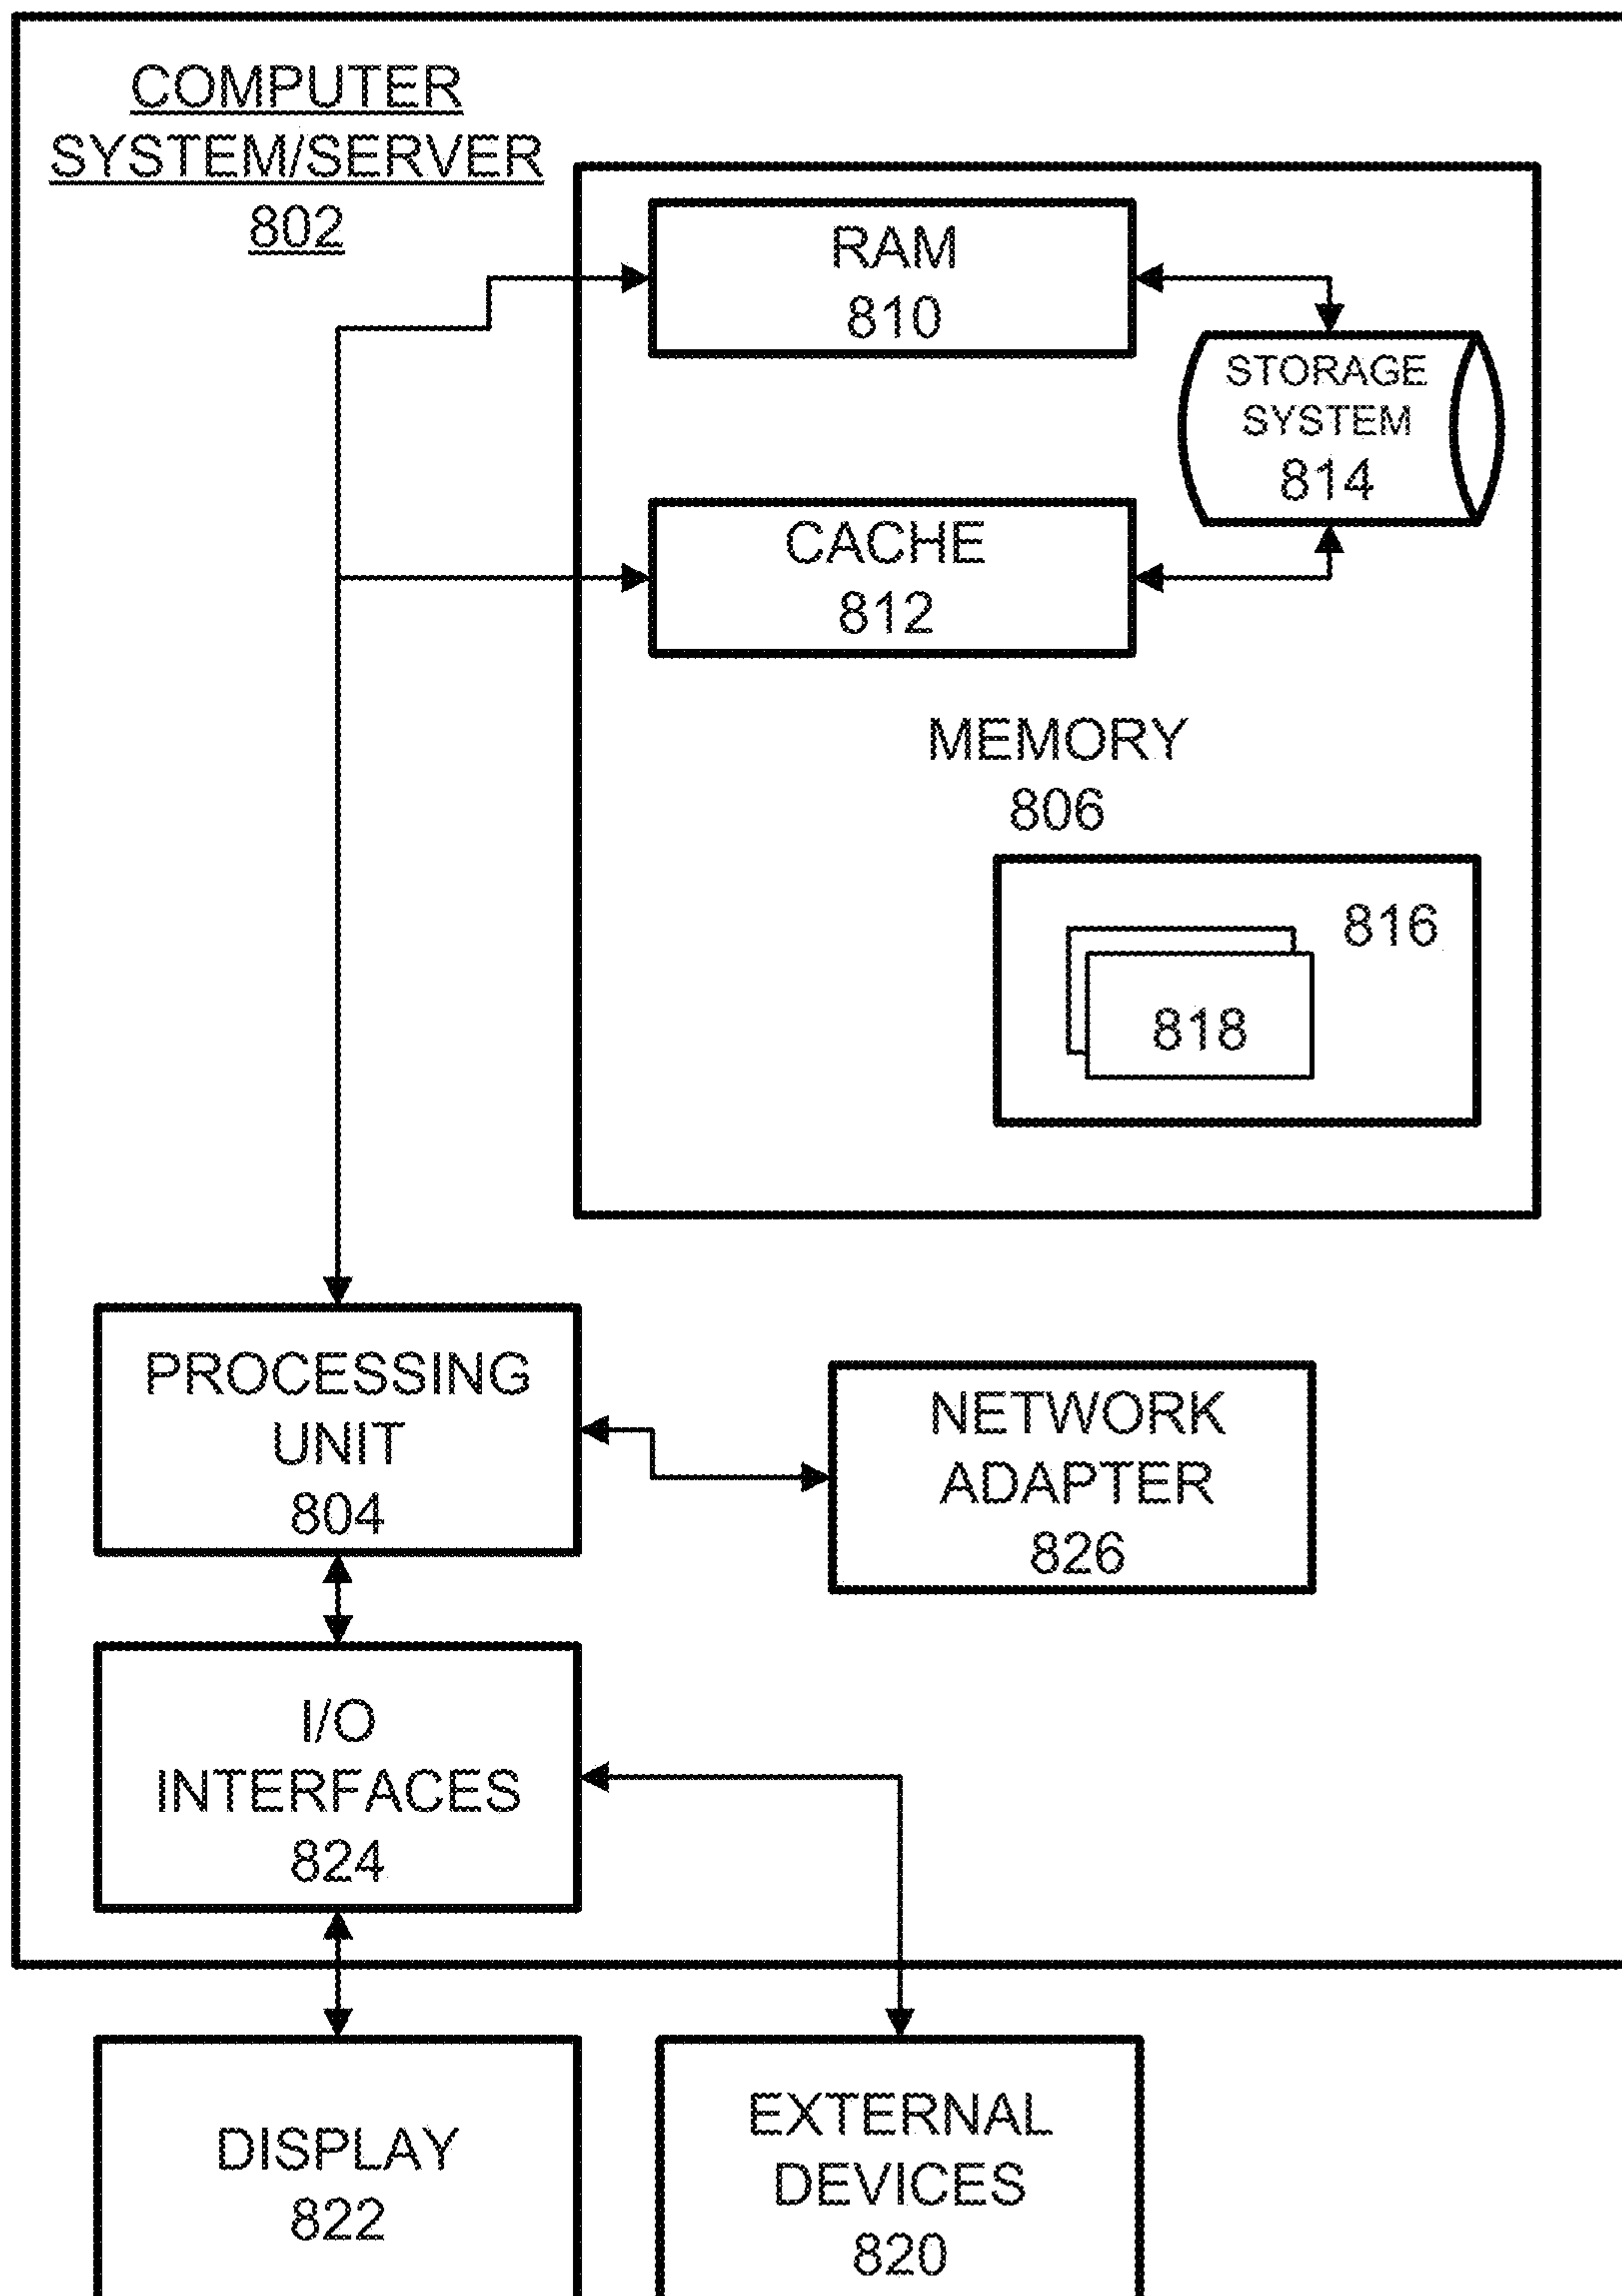 COMPUTER
SYSTEM/SERVER
802
RAM
810
STORAGE
SYSTEM
814
CACHE
812
MEMORY
806
816
818
PROCESSING
UNIT
804
NETWORK
ADAPTER
826
I/O
INTERFACES
824
DISPLAY
822
EXTERNAL
DEVICES
820